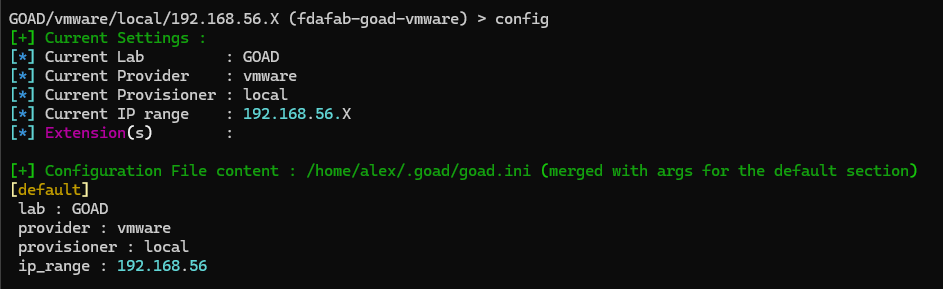 GOAD/vmware/local/192.168.56.X (fdafab-goad-vmware) > config
[+] Current Settings :
[*] Current Lab         : GOAD
[*] Current Provider    : vmware
[*] Current Provisioner : local
[*] Current IP range    : 192.168.56.X
[*] Extension(s)        :
[+] Configuration File content : /home/alex/.goad/goad.ini (merged with args for the default section)
[default]
 lab : GOAD
 provider : vmware
 provisioner : local
 ip_range : 192.168.56